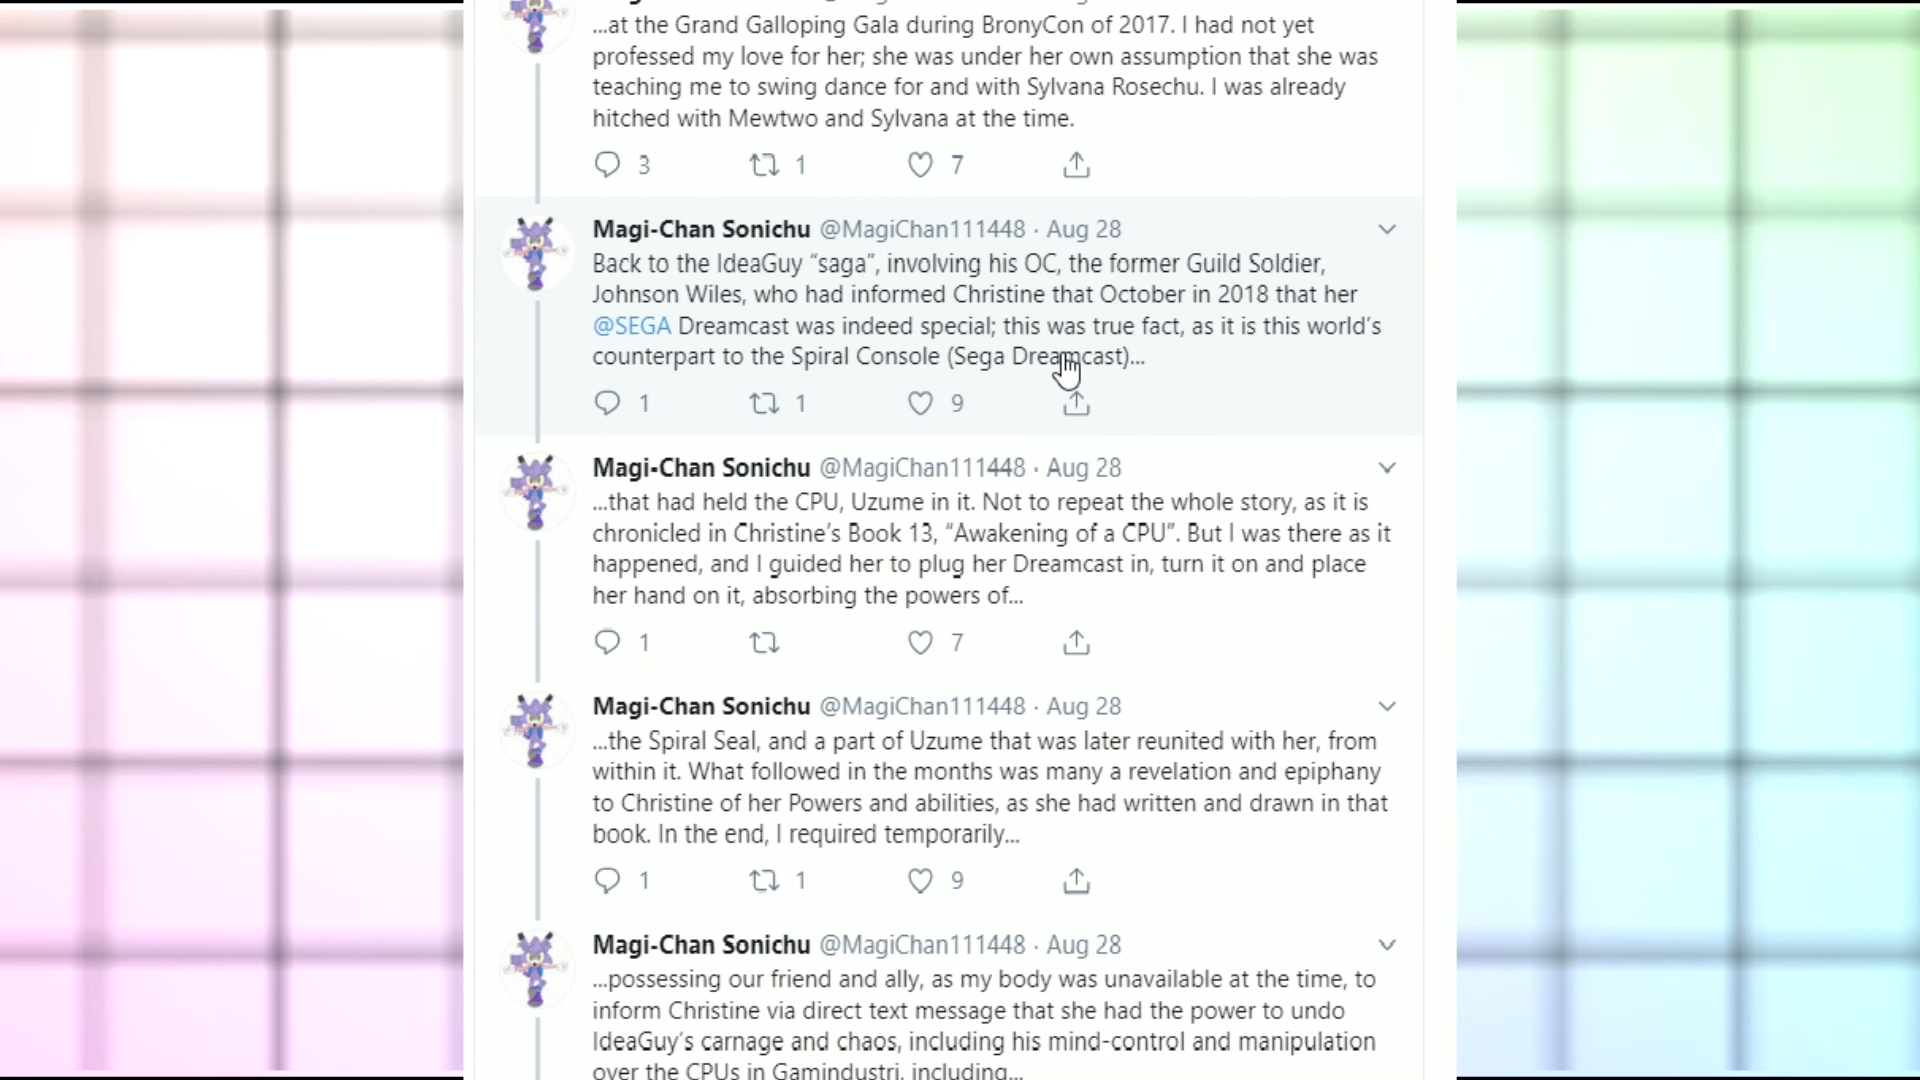 ...at the Grand Galloping Gala during BronyCon of 2017. I had not yet
professed my love for her; she was under her own assumption that she was
teaching me to swing dance for and with Sylvana Rosechu. I was already
hitched with Mewtwo and Sylvana at the time.
3 1 7
Magi-Chan Sonichu @MagiChan111448 · Aug 28
Back to the IdeaGuy “saga”, involving his OC, the former Guild Soldier,
Johnson Wiles, who had informed Christine that October in 2018 that her
@SEGA Dreamcast was indeed special; this was true fact, as it is this world’s
counterpart to the Spiral Console (Sega Dreamcast)...
1 1 9
Magi-Chan Sonichu @MagiChan111448 · Aug 28
...that had held the CPU, Uzume in it. Not to repeat the whole story, as it is
chronicled in Christine’s Book 13, “Awakening of a CPU”. But I was there as it
happened, and I guided her to plug her Dreamcast in, turn it on and place
her hand on it, absorbing the powers of...
1 7
Magi-Chan Sonichu @MagiChan111448 · Aug 28
...the Spiral Seal, and a part of Uzume that was later reunited with her, from
within it. What followed in the months was many a revelation and epiphany
to Christine of her Powers and abilities, as she had written and drawn in that
book. In the end, I required temporarily...
1 1 9
Magi-Chan Sonichu @MagiChan111448 · Aug 28
...possessing our friend and ally, as my body was unavailable at the time, to
inform Christine via direct text message that she had the power to undo
IdeaGuy’s carnage and chaos, including his mind-control and manipulation
over the CPUs in Gamindustri, including...